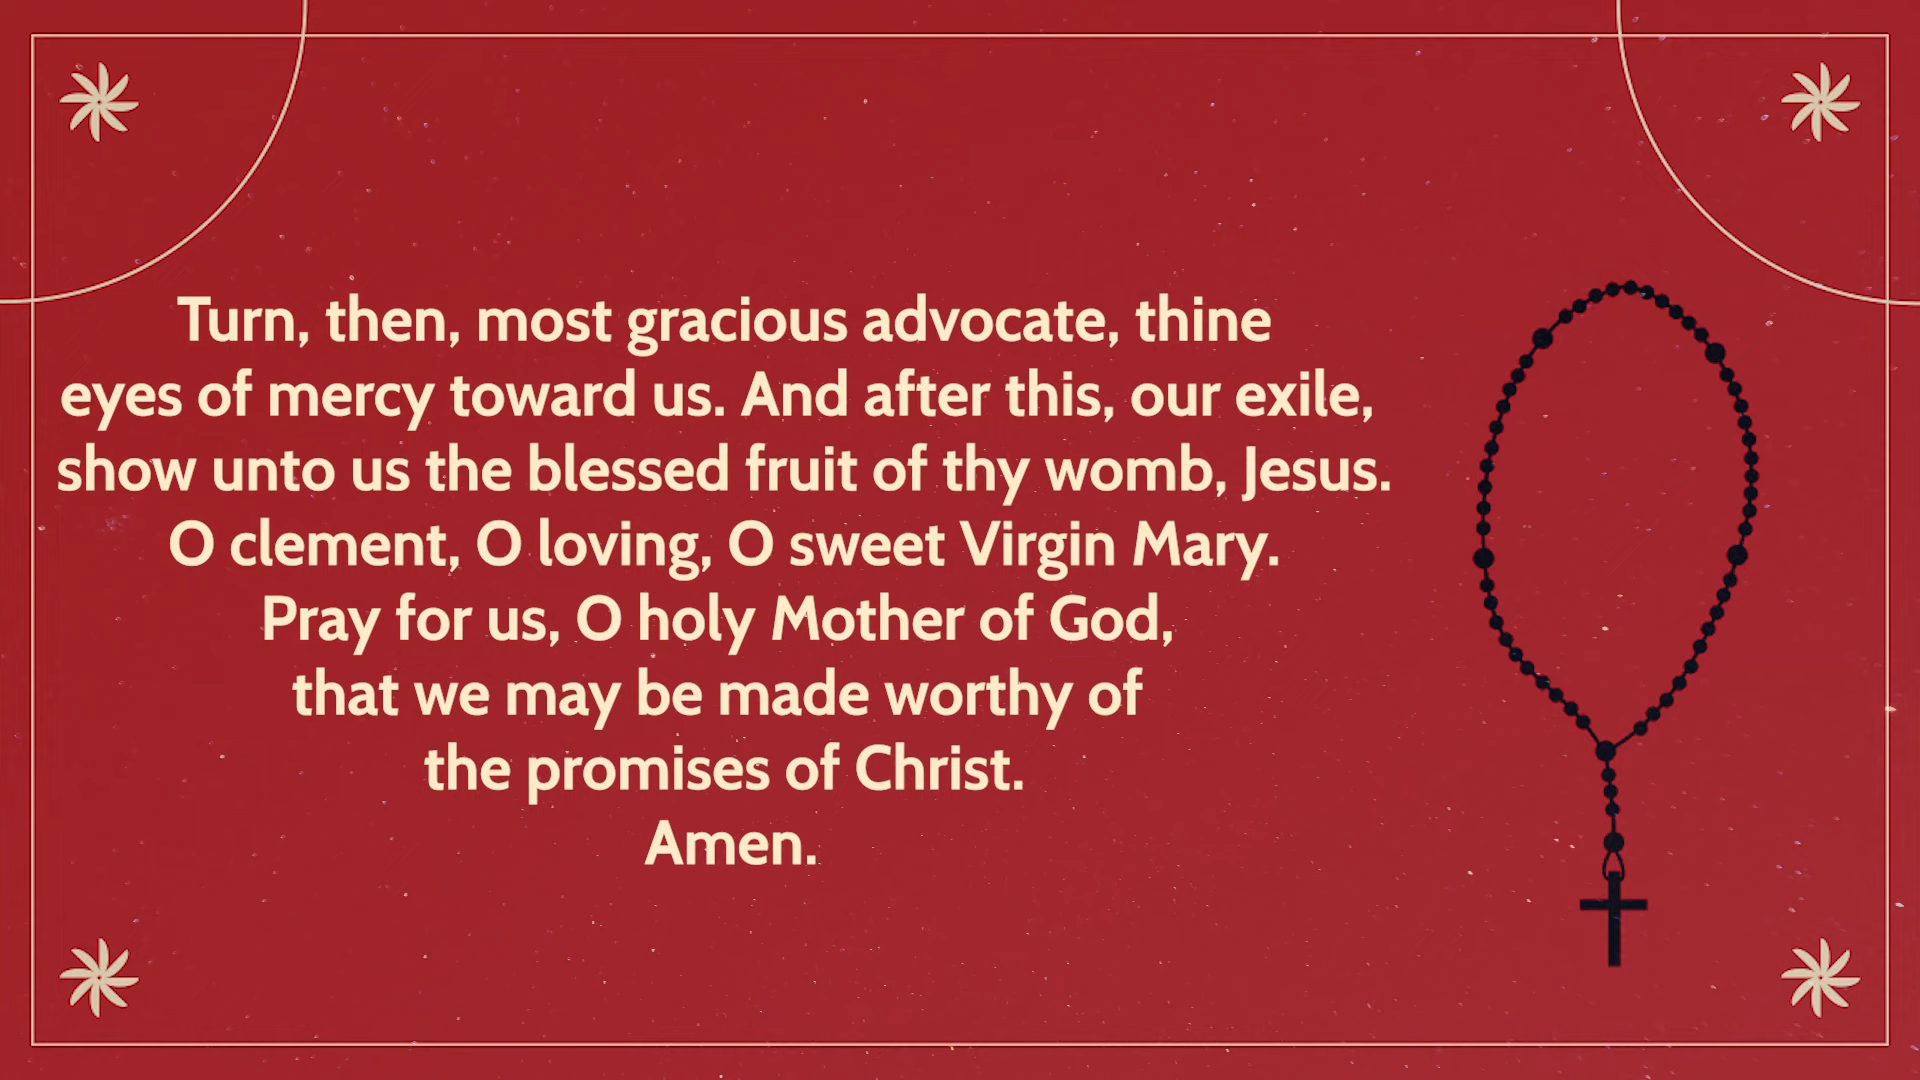 Turn, then, most gracious advocate, thine
eyes of mercy toward us. And after this, our exile,
show unto us the blessed fruit of thy womb, Jesus.
O clement, O loving, O sweet Virgin Mary.
Pray for us, O holy Mother of God,
that we may be made worthy of
the promises of Christ.
Amen.